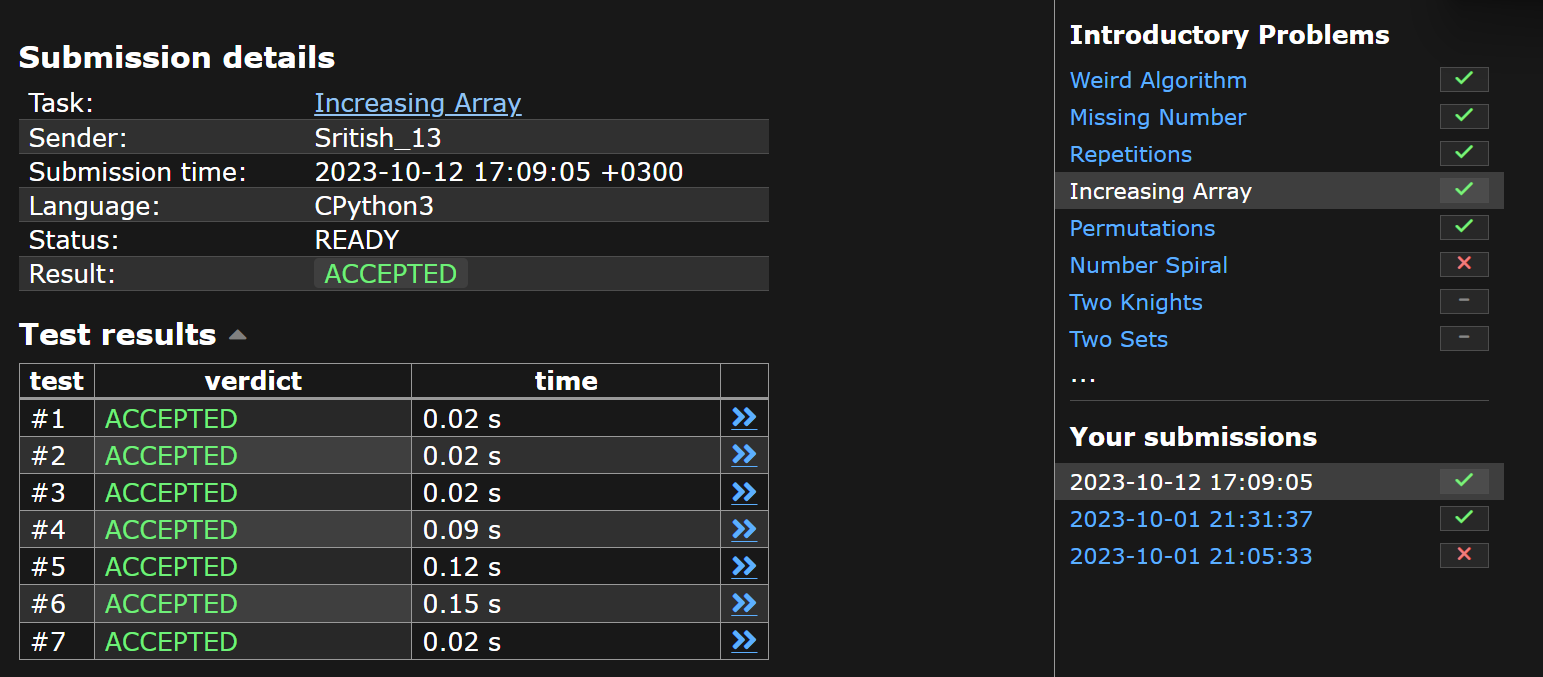 Submission details
Task: Increasing Array
Sender: Sritish_13
Submission time: 2023-10-12 17:09:05 +0300
Language: CPython3
Status: READY
Result: ACCEPTED
Test results
test verdict time
#1 ACCEPTED 0.02 s
#2 ACCEPTED 0.02 s
#3 ACCEPTED 0.02 s
#4 ACCEPTED 0.09 s
#5 ACCEPTED 0.12 s
#6 ACCEPTED 0.15 s
#7 ACCEPTED 0.02 s
Introductory Problems
Weird Algorithm
Missing Number
Repetitions
Increasing Array
Permutations
Number Spiral
Two Knights
Two Sets
...
Your submissions
2023-10-12 17:09:05
2023-10-01 21:31:37
2023-10-01 21:05:33